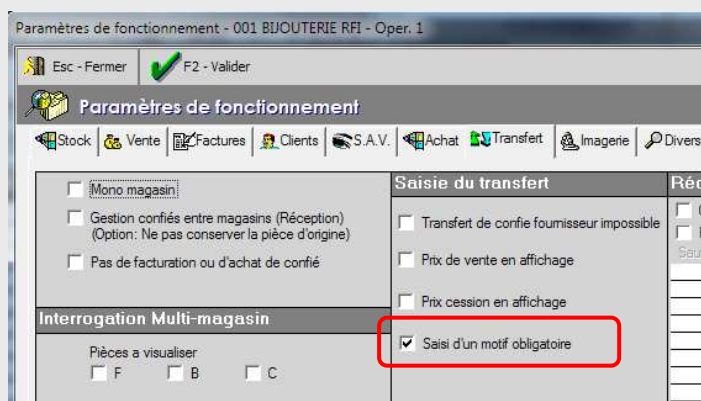 Paramètres de fonctionnement - 001 BIJOUTERIE RFI - Oper. 1
Esc - Fermer
F2 - Valider
Paramètres de fonctionnement
Stock
Vente
Factures
Clients
S.A.V.
Achat
Transfert
Imagerie
Divers
Mono magasin
Gestion confiés entre magasins (Réception)
(Option: Ne pas conserver la pièce d'origine)
Pas de facturation ou d'achat de confié
Interrogation Multi-magasin
Pièces a visualiser
F
B
C
Saisie du transfert
Transfert de confie fournisseur impossible
Prix de vente en affichage
Prix cession en affichage
Saisi d'un motif obligatoire
Réc
Sau